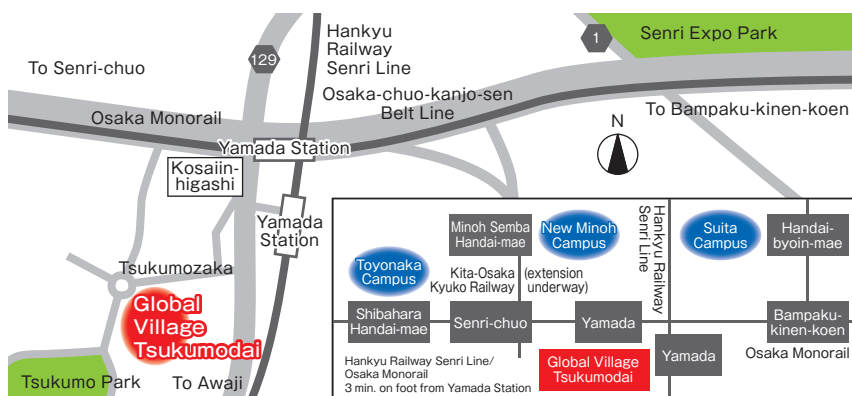 Hankyu
Railway
Senri Line
129
1
Senri Expo Park
To Senri-chuo
Osaka-chuo-kanjo-sen
Belt Line
To Bampaku-kinen-koen
Osaka Monorail
Yamada Station
N
Kosaiin-
higashi
Yamada
Station
Tsukumozaka
Global
Village
Tsukumodai
Tsukumo Park
To Awaji
Minoh Semba
Handai-mae
New Minoh
Campus
Hankyu Railway
Senri Line
Suita
Campus
Handai-
byoin-mae
Toyonaka
Campus
Kita-Osaka
Kyuko Railway
(extension
underway)
Shibahara
Handai-mae
Senri-chuo
Yamada
Bampaku-
kinen-koen
Yamada
Osaka Monorail
Global Village
Tsukumodai
Hankyu Railway Senri Line/
Osaka Monorail
3 min. on foot from Yamada Station